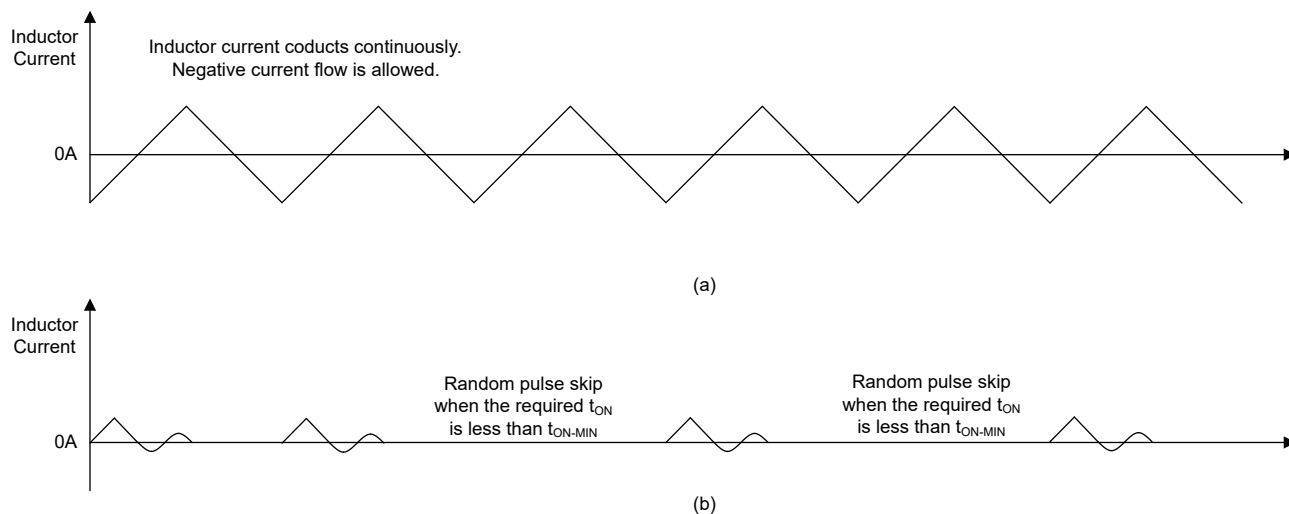 Inductor
Current
Inductor current coducts continuously.
Negative current flow is allowed.
0A
(a)
Inductor
Current
Random pulse skip
when the required tON
is less than tON-MIN
Random pulse skip
when the required tON
is less than tON-MIN
0A
(b)